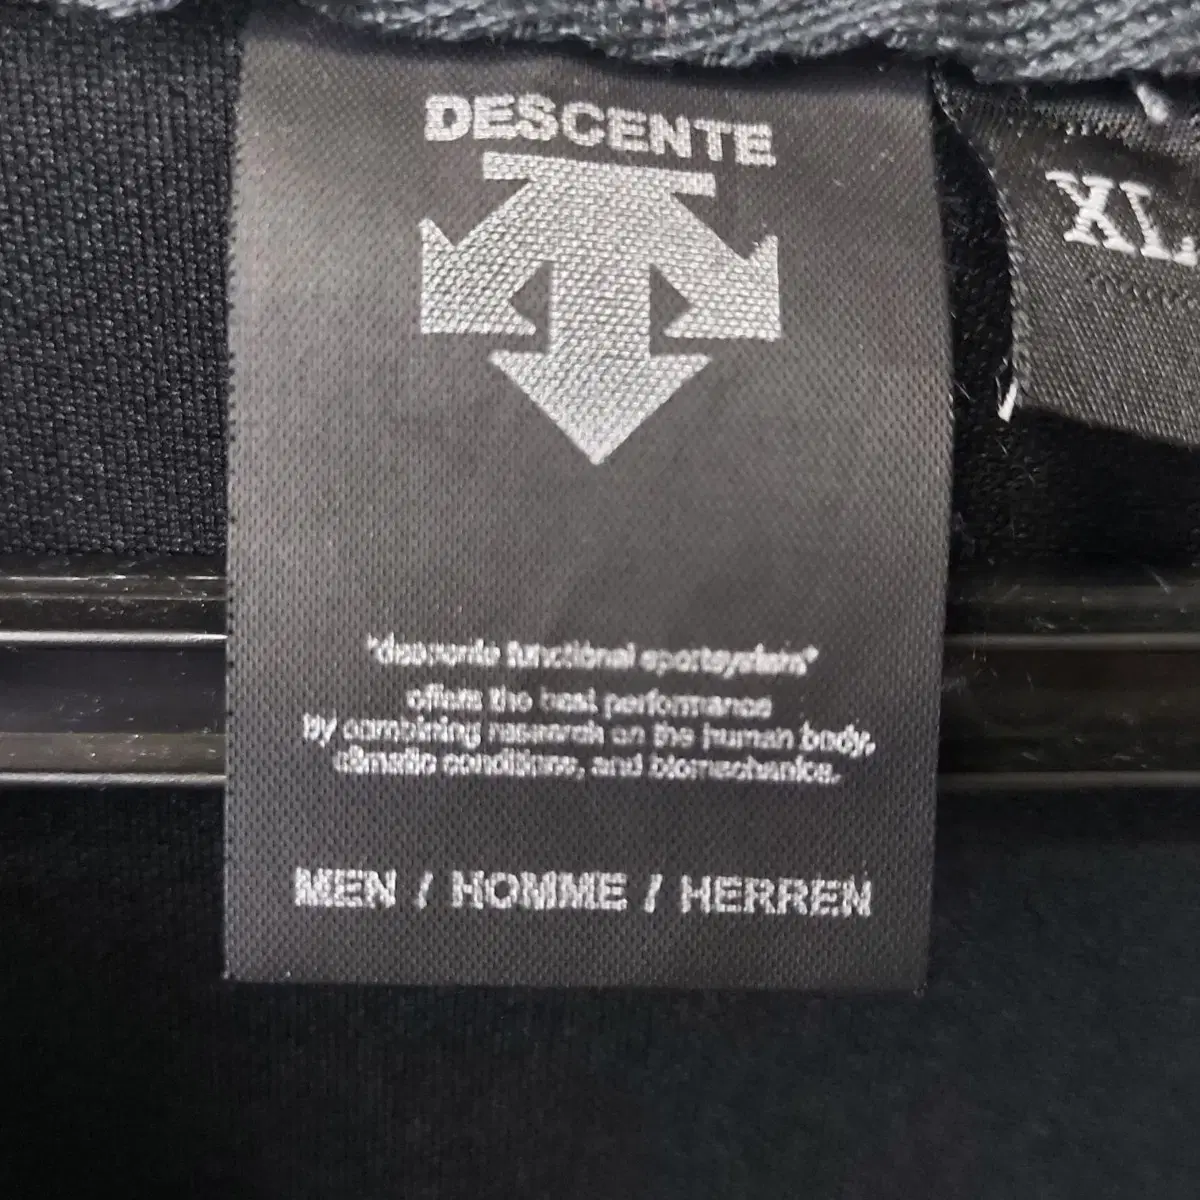 DESCENTE
XL
"descente functional sportsystem"
offers the best performance
by combining research on the human body,
climatic conditions, and biomechanics.
MEN / HOMME / HERREN